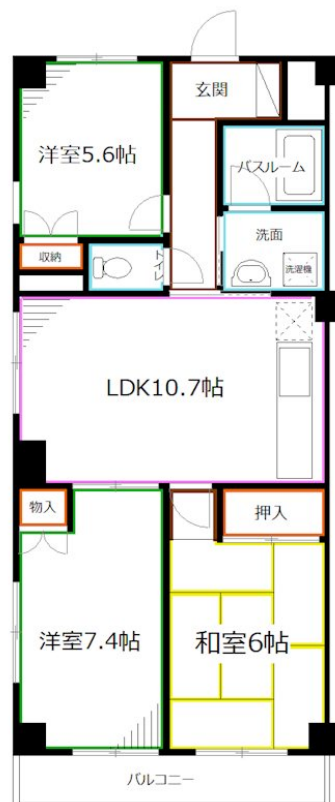 玄関
洋室5.6帖
バスルーム
洗面
収納
トイレ
洗濯機
LDK10.7帖
物入
押入
洋室7.4帖
和室6帖
バルコニー